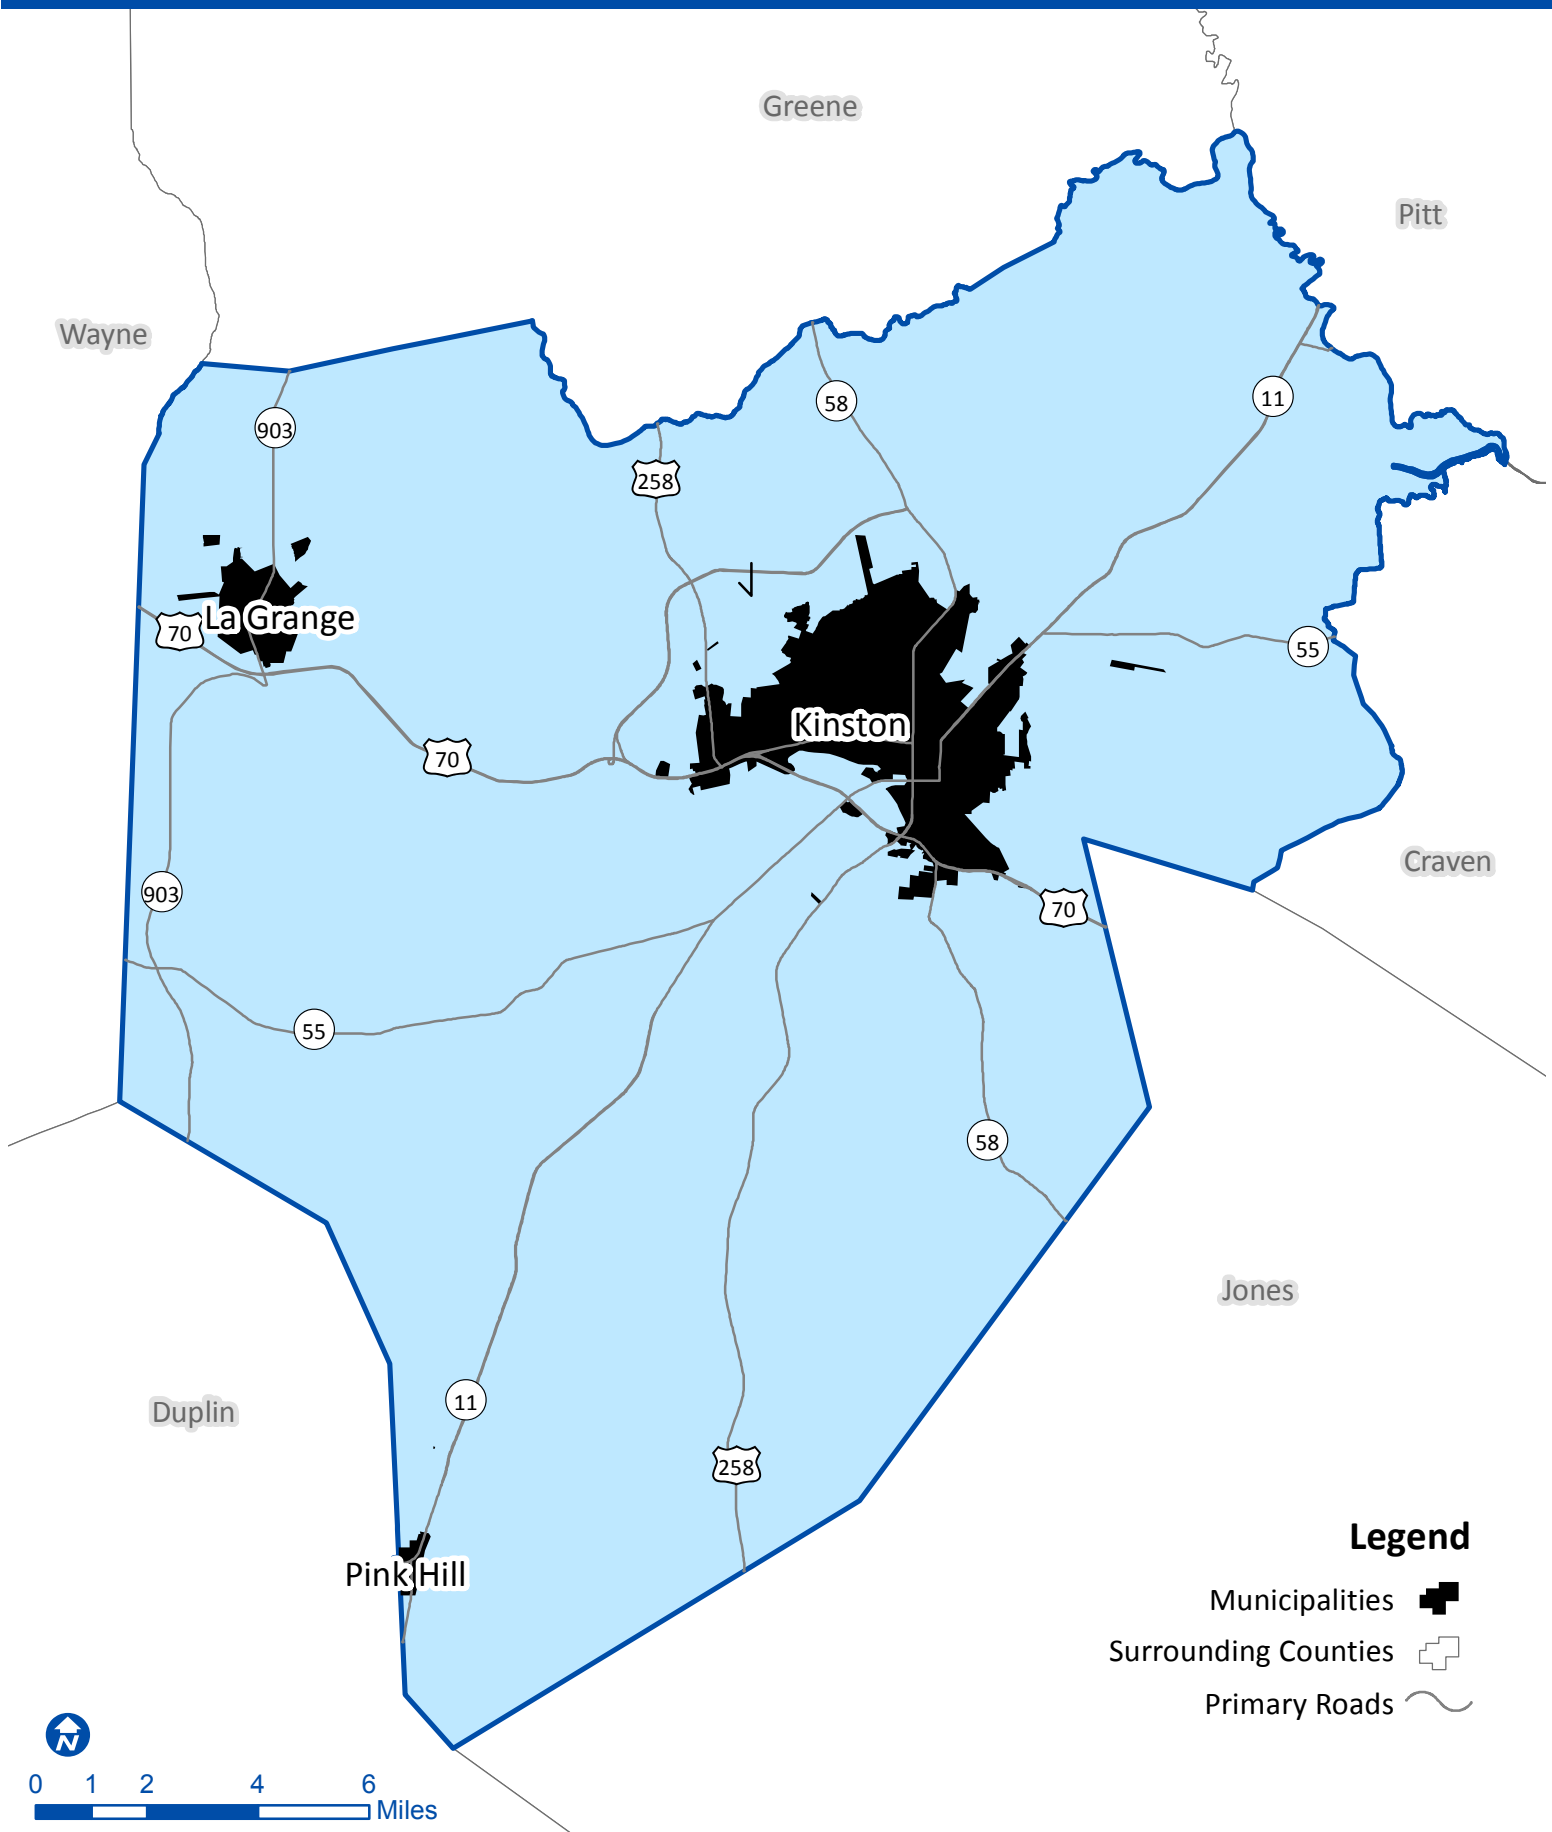 Greene
Pitt
Wayne
58
11
903
258
La Grange
70
55
Kinston
70
Craven
903
70
55
58
Jones
11
Duplin
258
Legend
Pink Hill
Municipalities
Surrounding Counties
Primary Roads
N
0 1 2 4 6
Miles